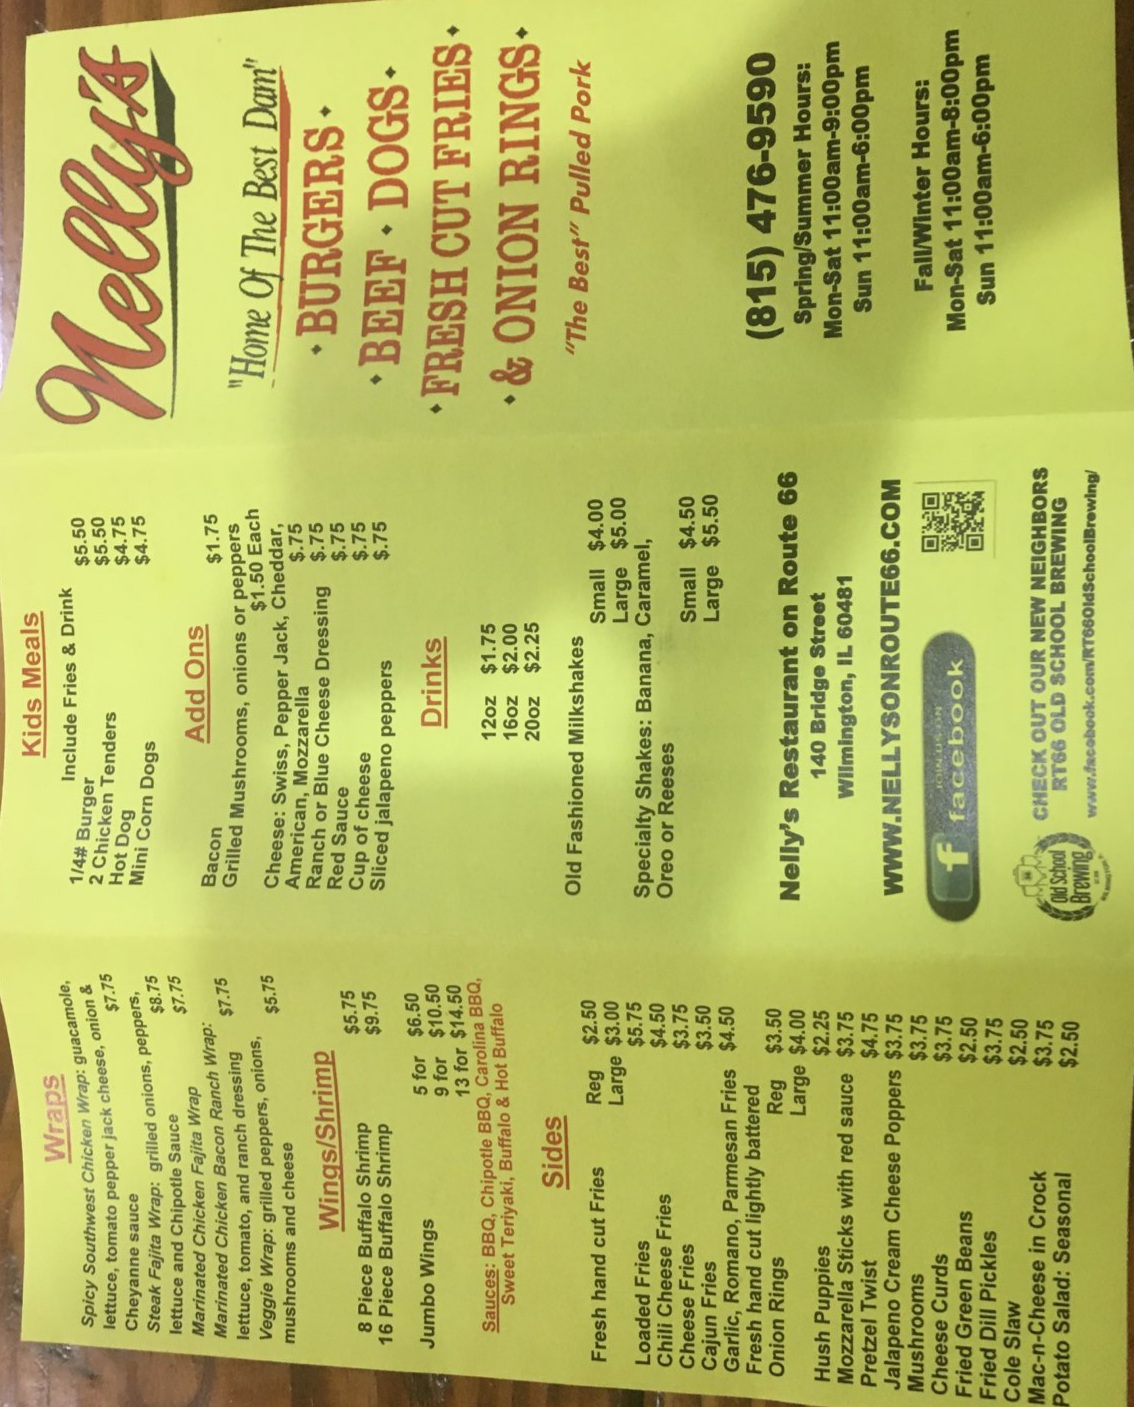 Wraps
Spicy Southwest Chicken Wrap: guacamole,
lettuce, tomato pepper jack cheese, onion &
Cheyanne sauce $7.75
Steak Fajita Wrap: grilled onions, peppers,
lettuce and Chipotle Sauce $8.75
Marinated Chicken Fajita Wrap $7.75
Marinated Chicken Bacon Ranch Wrap:
lettuce, tomato, and ranch dressing $7.75
Veggie Wrap: grilled peppers, onions,
mushrooms and cheese $5.75
Wings/Shrimp
8 Piece Buffalo Shrimp $5.75
16 Piece Buffalo Shrimp $9.75
Jumbo Wings 5 for $6.50
9 for $10.50
13 for $14.50
Sauces: BBQ, Chipotle BBQ, Carolina BBQ,
Sweet Teriyaki, Buffalo & Hot Buffalo
Sides
Fresh hand cut Fries Reg $2.50
Large $3.00
Loaded Fries $5.75
Chili Cheese Fries $4.50
Cheese Fries $3.75
Cajun Fries $3.50
Garlic, Romano, Parmesan Fries $4.50
Fresh hand cut lightly battered
Onion Rings Reg $3.50
Large $4.00
Hush Puppies $2.25
Mozzarella Sticks with red sauce $3.75
Pretzel Twist $4.75
Jalapeno Cream Cheese Poppers $3.75
Mushrooms $3.75
Cheese Curds $3.75
Fried Green Beans $2.50
Fried Dill Pickles $3.75
Cole Slaw $2.50
Mac-n-Cheese in Crock $3.75
Potato Salad: Seasonal $2.50
Kids Meals
Include Fries & Drink
1/4# Burger $5.50
2 Chicken Tenders $5.50
Hot Dog $4.75
Mini Corn Dogs $4.75
Add Ons
Bacon $1.75
Grilled Mushrooms, onions or peppers
$1.50 Each
Cheese: Swiss, Pepper Jack, Cheddar,
American, Mozzarella $.75
Ranch or Blue Cheese Dressing $.75
Red Sauce $.75
Cup of cheese $.75
Sliced jalapeno peppers $.75
Drinks
12oz $1.75
16oz $2.00
20oz $2.25
Old Fashioned Milkshakes
Small $4.00
Large $5.00
Specialty Shakes: Banana, Caramel,
Oreo or Reeses Small $4.50
Large $5.50
Nelly's Restaurant on Route 66
140 Bridge Street
Wilmington, IL 60481
WWW.NELLYSONROUTE66.COM
JOIN US ON
f facebook
CHECK OUT OUR NEW NEIGHBORS
RT66 OLD SCHOOL BREWING
www.facebook.com/RT66OldSchoolBrewing/
Old School
Brewing
Nelly's
"Home Of The Best Dam"
BURGERS
BEEF DOGS
FRESH CUT FRIES
& ONION RINGS
"The Best" Pulled Pork
(815) 476-9590
Spring/Summer Hours:
Mon-Sat 11:00am-9:00pm
Sun 11:00am-6:00pm
Fall/Winter Hours:
Mon-Sat 11:00am-8:00pm
Sun 11:00am-6:00pm